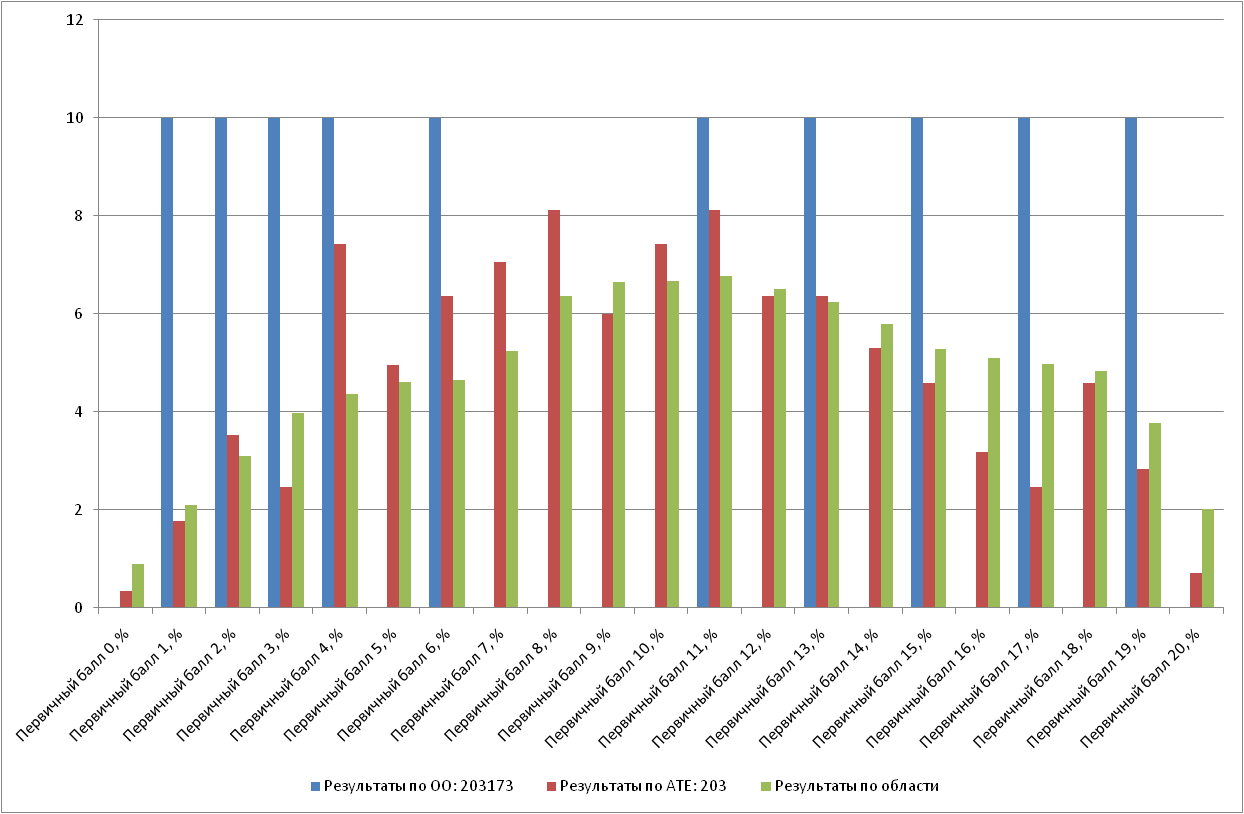 12
10
8
6
4
2
0
Первичный балл 0, %
Первичный балл 1, %
Первичный балл 2, %
Первичный балл 3, %
Первичный балл 4, %
Первичный балл 5, %
Первичный балл 6, %
Первичный балл 7, %
Первичный балл 8, %
Первичный балл 9, %
Первичный балл 10, %
Первичный балл 11, %
Первичный балл 12, %
Первичный балл 13, %
Первичный балл 14, %
Первичный балл 15, %
Первичный балл 16, %
Первичный балл 17, %
Первичный балл 18, %
Первичный балл 19, %
Первичный балл 20, %
Результаты по ОО: 203173 Результаты по АТЕ: 203 Результаты по области